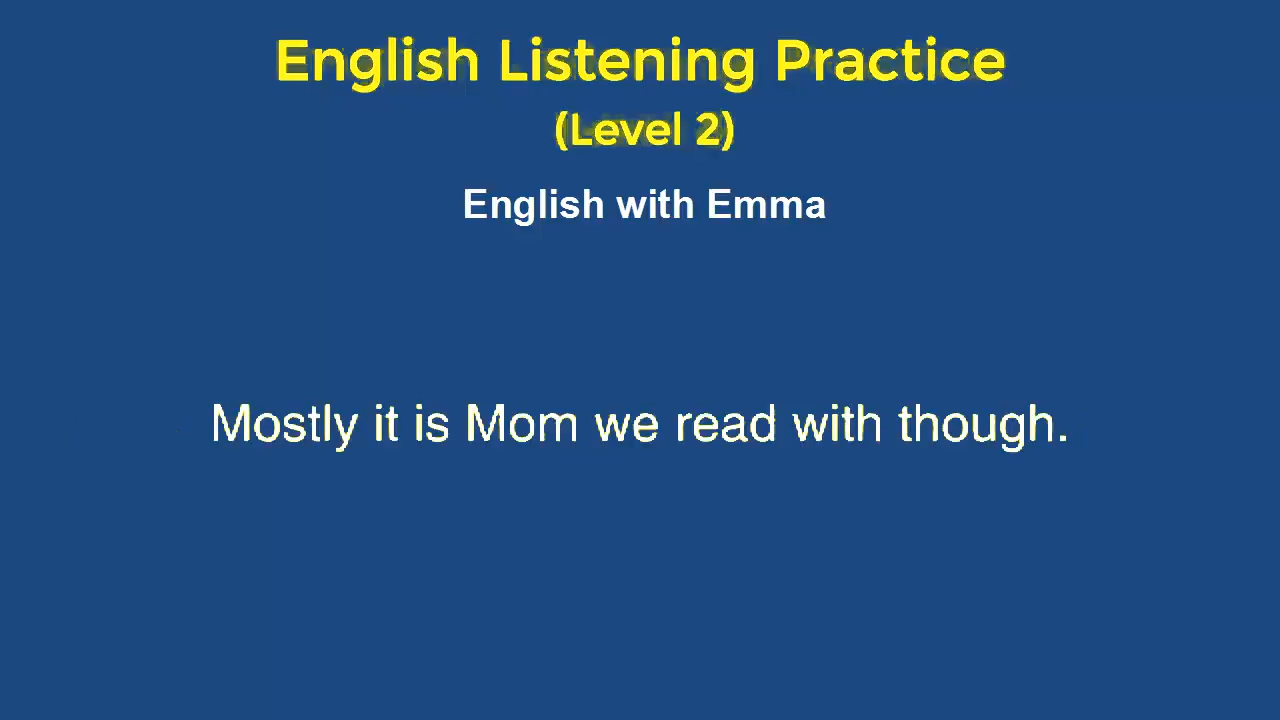 English Listening Practice
(Level 2)
English with Emma
Mostly it is Mom we read with though.